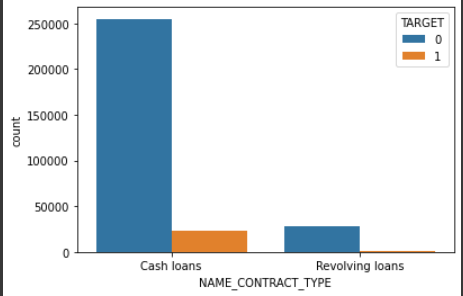 TARGET
0
1
250000
200000
150000
100000
50000
0
count
Cash loans
Revolving loans
NAME_CONTRACT_TYPE